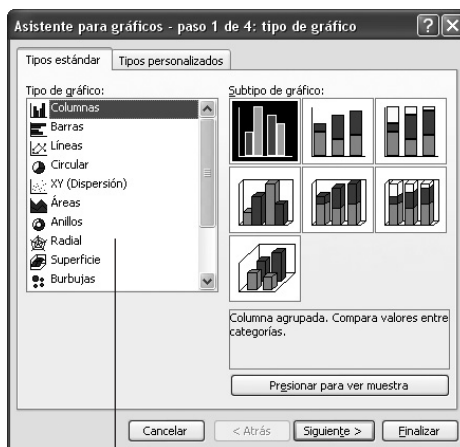 Asistente para gráficos - paso 1 de 4: tipo de gráfico
Tipos estándar
Tipos personalizados
Tipo de gráfico:
Columnas
Barras
Líneas
Circular
XY (Dispersión)
Áreas
Anillos
Radial
Superficie
Burbujas
Subtipo de gráfico:
Columna agrupada. Compara valores entre
categorías.
Presionar para ver muestra
Cancelar
< Atrás
Siguiente >
Finalizar